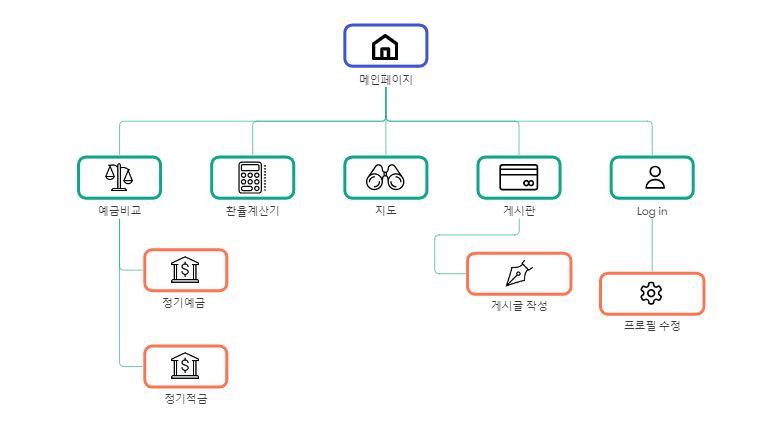 메인페이지
예금비교
환율계산기
지도
게시판
Log in
정기예금
게시글 작성
프로필 수정
정기적금